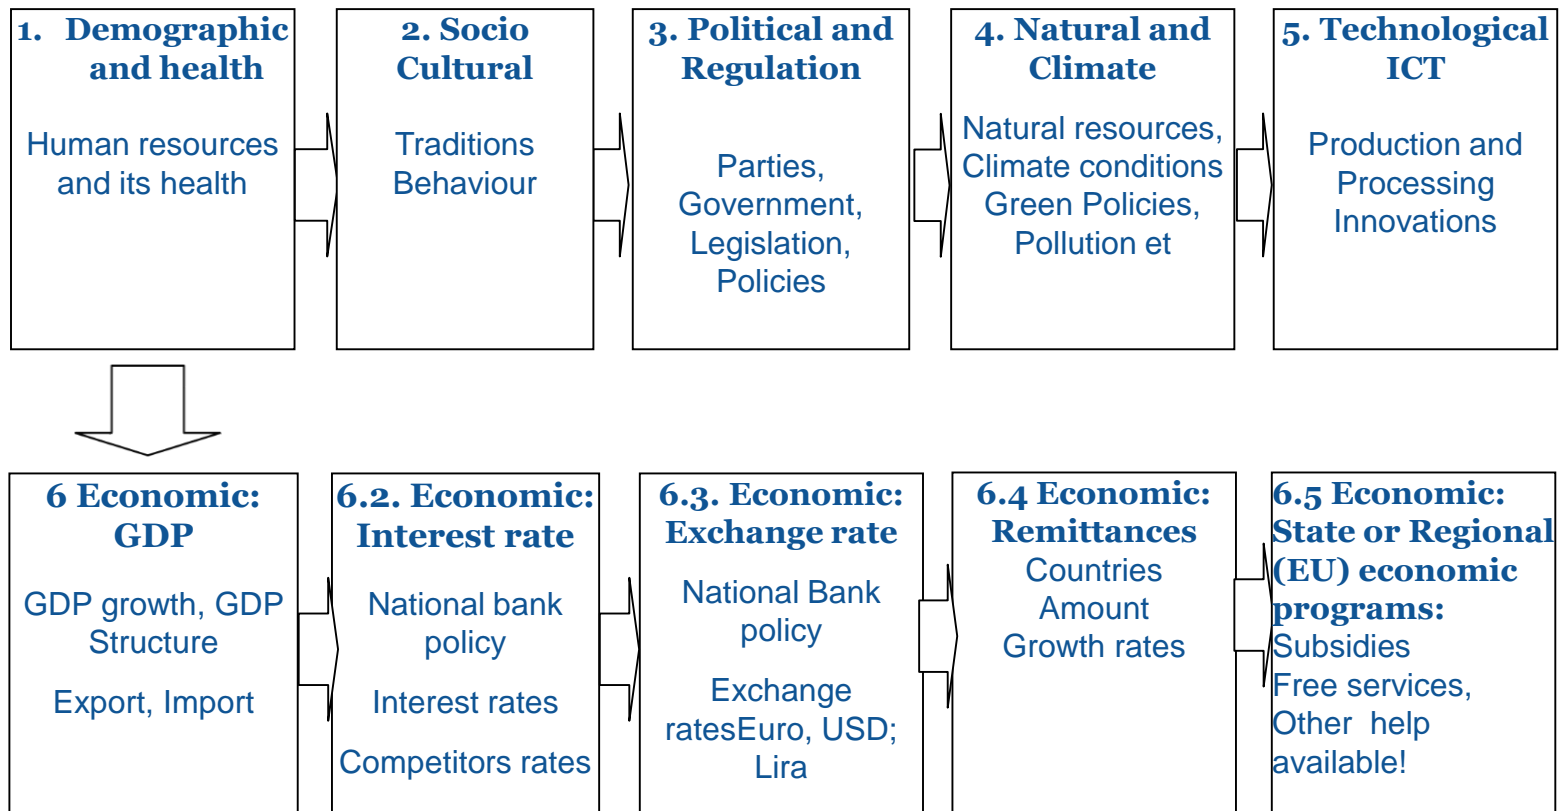 1. Demographic
and health
Human resources
and its health
2. Socio
Cultural
Traditions
Behaviour
3. Political and
Regulation
Parties,
Government,
Legislation,
Policies
4. Natural and
Climate
Natural resources,
Climate conditions
Green Policies,
Pollution et
5. Technological
ICT
Production and
Processing
Innovations
6 Economic:
GDP
GDP growth, GDP
Structure
Export, Import
6.2. Economic:
Interest rate
National bank
policy
Interest rates
Competitors rates
6.3. Economic:
Exchange rate
National Bank
policy
Exchange
ratesEuro, USD;
Lira
6.4 Economic:
Remittances
Countries
Amount
Growth rates
6.5 Economic:
State or Regional
(EU) economic
programs:
Subsidies
Free services,
Other help
available!